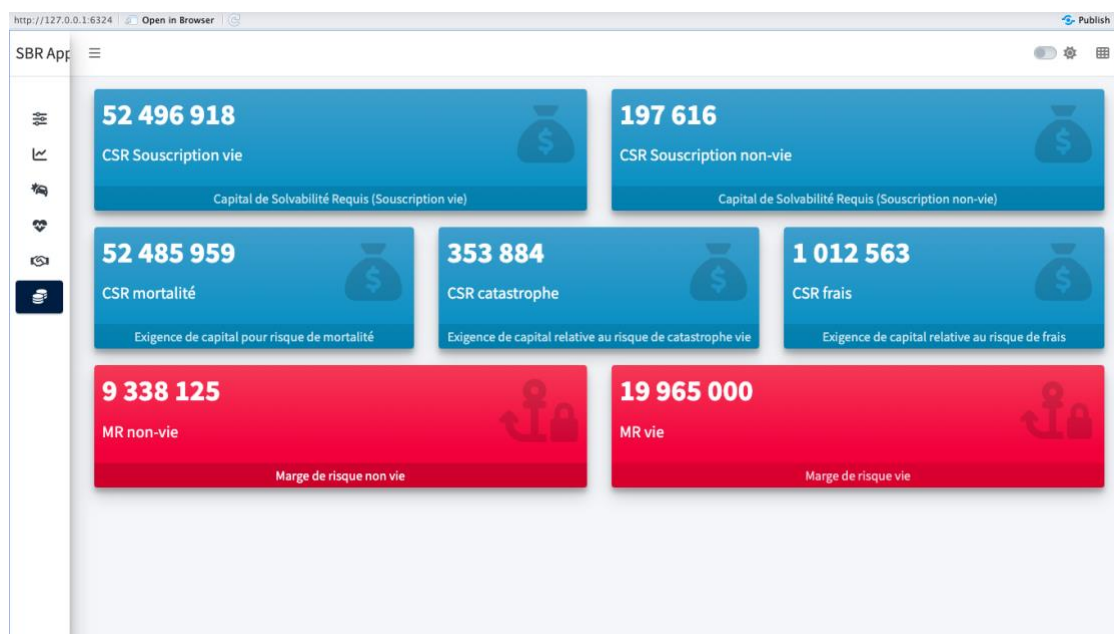 http://127.0.0.1:6324 Open in Browser Publish
SBR App
52 496 918
CSR Souscription vie
Capital de Solvabilité Requis (Souscription vie)
197 616
CSR Souscription non-vie
Capital de Solvabilité Requis (Souscription non-vie)
52 485 959
CSR mortalité
Exigence de capital pour risque de mortalité
353 884
CSR catastrophe
Exigence de capital relative au risque de catastrophe vie
1 012 563
CSR frais
Exigence de capital relative au risque de frais
9 338 125
MR non-vie
Marge de risque non vie
19 965 000
MR vie
Marge de risque vie